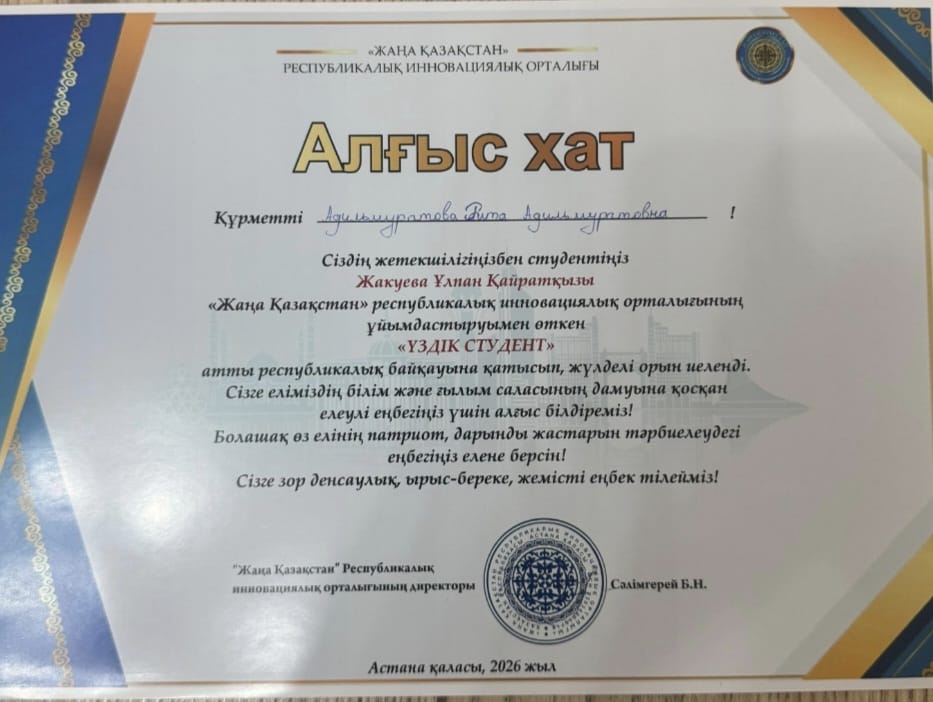 «ЖАҢА ҚАЗАҚСТАН»
РЕСПУБЛИКАЛЫҚ ИННОВАЦИЯЛЫҚ ОРТАЛЫҒЫ
Алғыс хат
Құрметті Адильмуратова Рита Адильмуратовна !
Сіздің жетекшілігіңізбен студентіңіз
Жакуева Ұлпан Қайратқызы
«Жаңа Қазақстан» республикалық инновациялық орталығының
ұйымдастыруымен өткен
«ҮЗДІК СТУДЕНТ»
атты республикалық байқауына қатысып, жүлделі орын иеленді.
Сізге еліміздің білім және ғылым саласының дамуына қосқан
елеулі еңбегіңіз үшін алғыс білдіреміз!
Болашақ өз елінің патриот, дарынды жастарын тәрбиелеудегі
еңбегіңіз елене берсін!
Сізге зор денсаулық, ырыс-береке, жемісті еңбек тілейміз!
"Жаңа Қазақстан" Республикалық
инновациялық орталығының директоры
Сәлімгерей Б.Н.
Астана қаласы, 2026 жыл